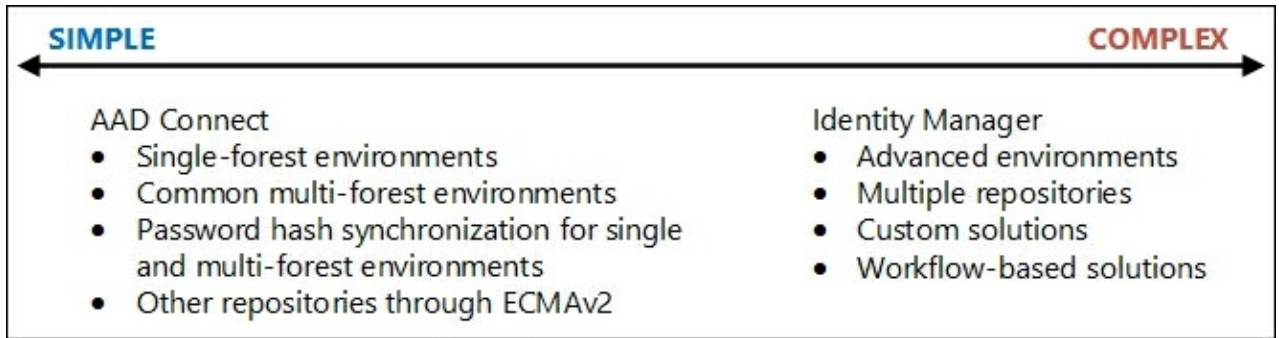 SIMPLE
COMPLEX
AAD Connect
• Single-forest environments
• Common multi-forest environments
• Password hash synchronization for single
and multi-forest environments
• Other repositories through ECMAv2
Identity Manager
• Advanced environments
• Multiple repositories
• Custom solutions
• Workflow-based solutions